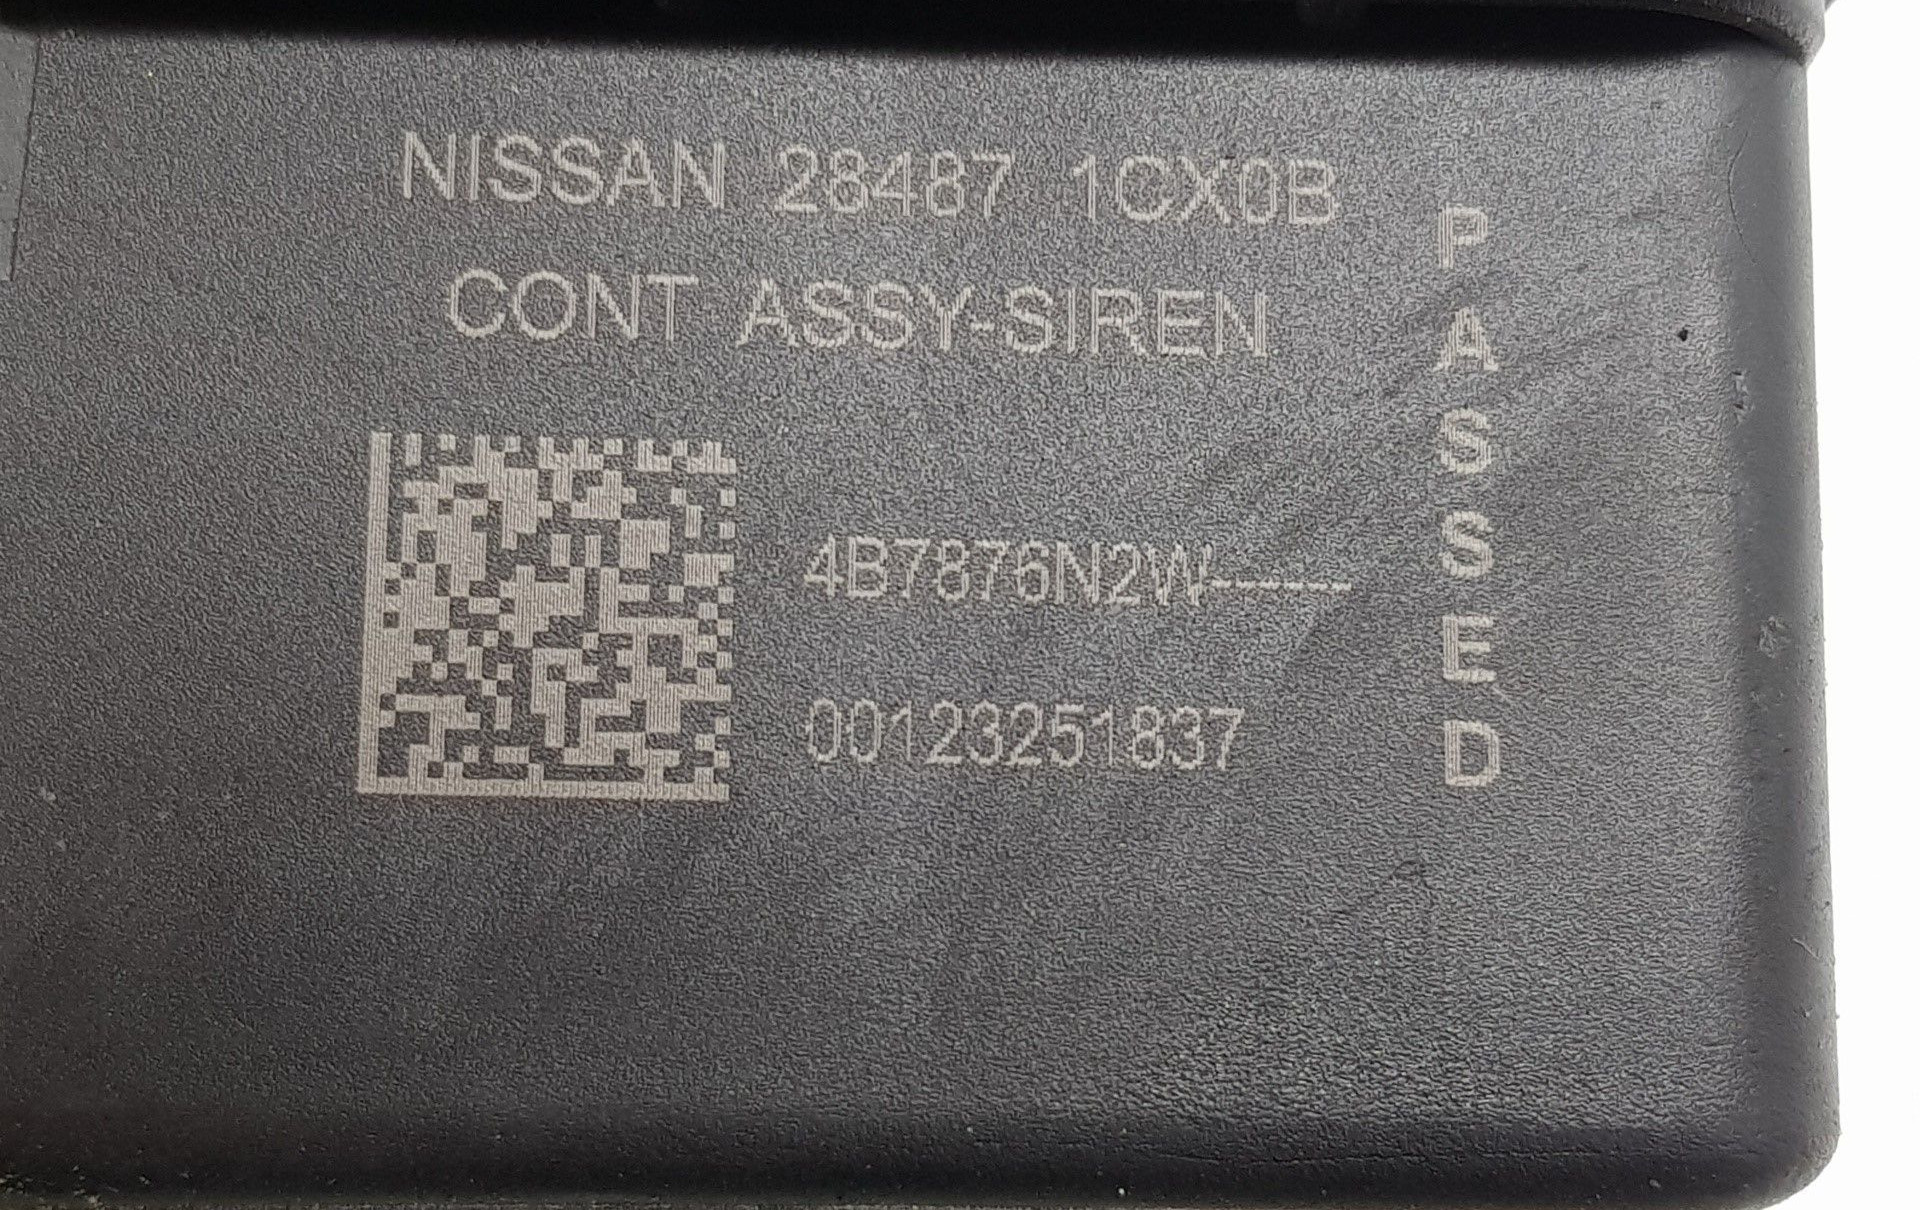 NISSAN 28487 1CX0B
CONT ASSY-SIREN
4B7876N2W------
00123251837
PASSED